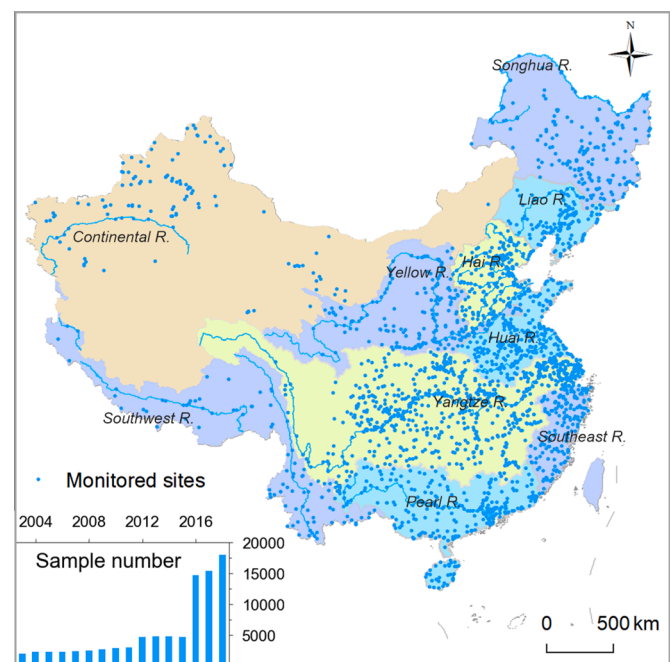 N
Songhua R.
Liao R.
Continental R.
Hai R.
Yellow R.
Huai R.
Yangtze R.
Southwest R.
Southeast R.
Monitored sites
Pearl R.
2004 2008 2012 2016
Sample number
20000
15000
10000
5000
0 500 km